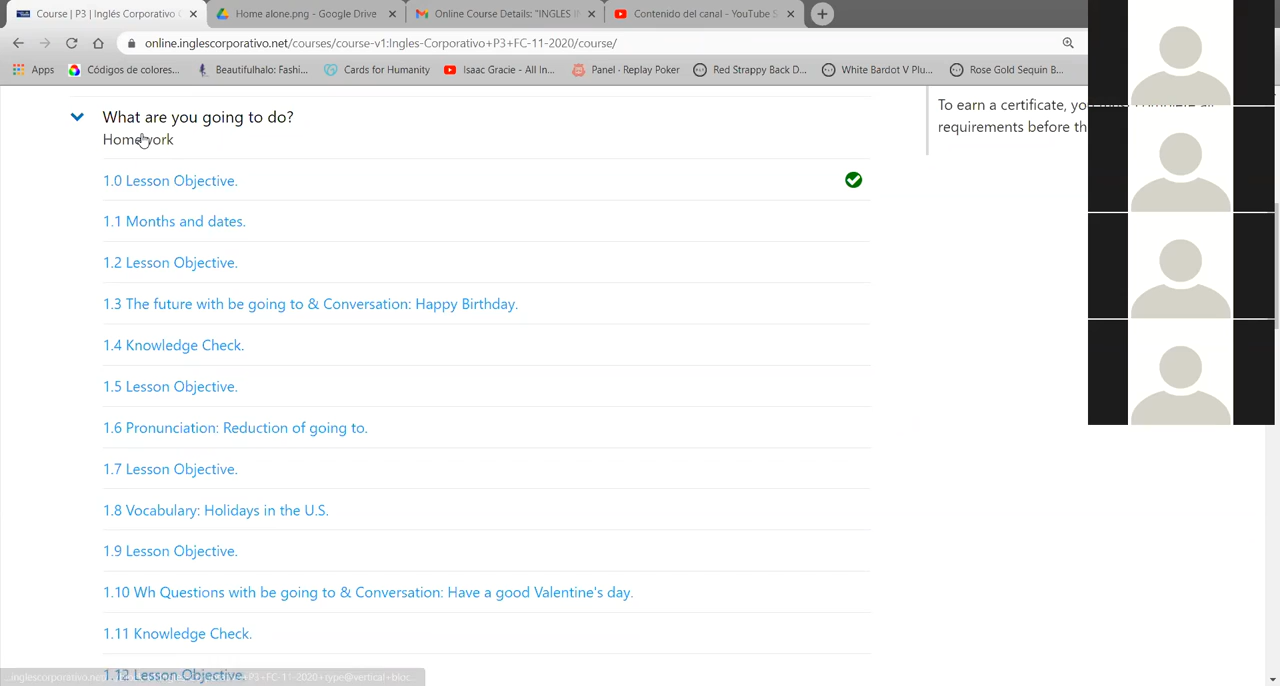 Course | P3 | Inglés Corporativo
Home alone.png - Google Drive
Online Course Details: "INGLES I
Contenido del canal - YouTube S
online.inglescorporativo.net/courses/course-v1:Ingles-Corporativo+P3+FC-11-2020/course/
Apps
Códigos de colores...
Beautifulhalo: Fashi...
Cards for Humanity
Isaac Gracie - All In...
Panel · Replay Poker
Red Strappy Back D...
White Bardot V Plu...
Rose Gold Sequin B...
What are you going to do?
Homework
To earn a certificate, you must complete all
requirements before th
1.0 Lesson Objective.
1.1 Months and dates.
1.2 Lesson Objective.
1.3 The future with be going to & Conversation: Happy Birthday.
1.4 Knowledge Check.
1.5 Lesson Objective.
1.6 Pronunciation: Reduction of going to.
1.7 Lesson Objective.
1.8 Vocabulary: Holidays in the U.S.
1.9 Lesson Objective.
1.10 Wh Questions with be going to & Conversation: Have a good Valentine's day.
1.11 Knowledge Check.
1.12 Lesson Objective.